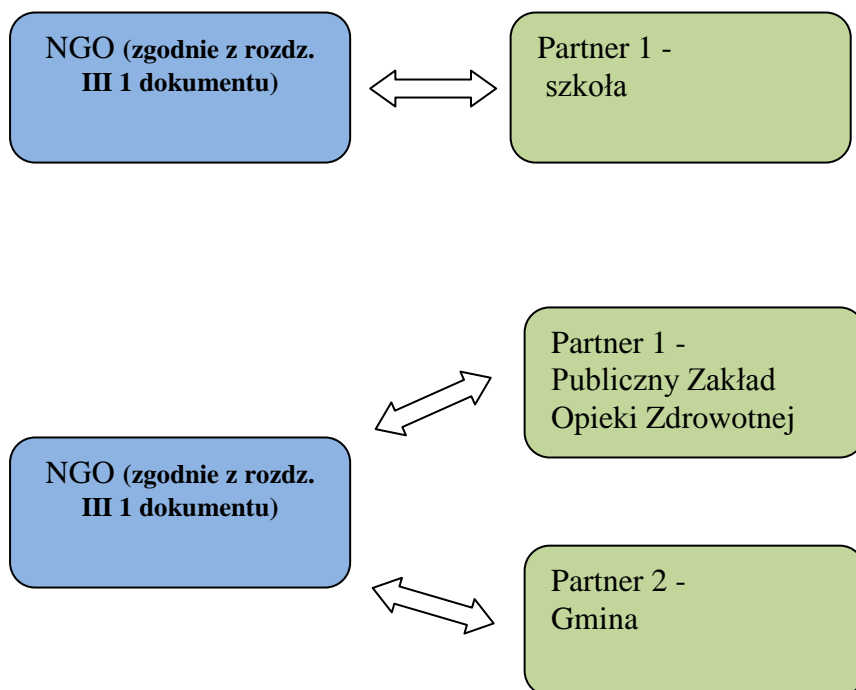 NGO (zgodnie z rozdz.
III 1 dokumentu)
Partner 1 -
szkoła
Partner 1 -
Publiczny Zakład
Opieki Zdrowotnej
NGO (zgodnie z rozdz.
III 1 dokumentu)
Partner 2 -
Gmina